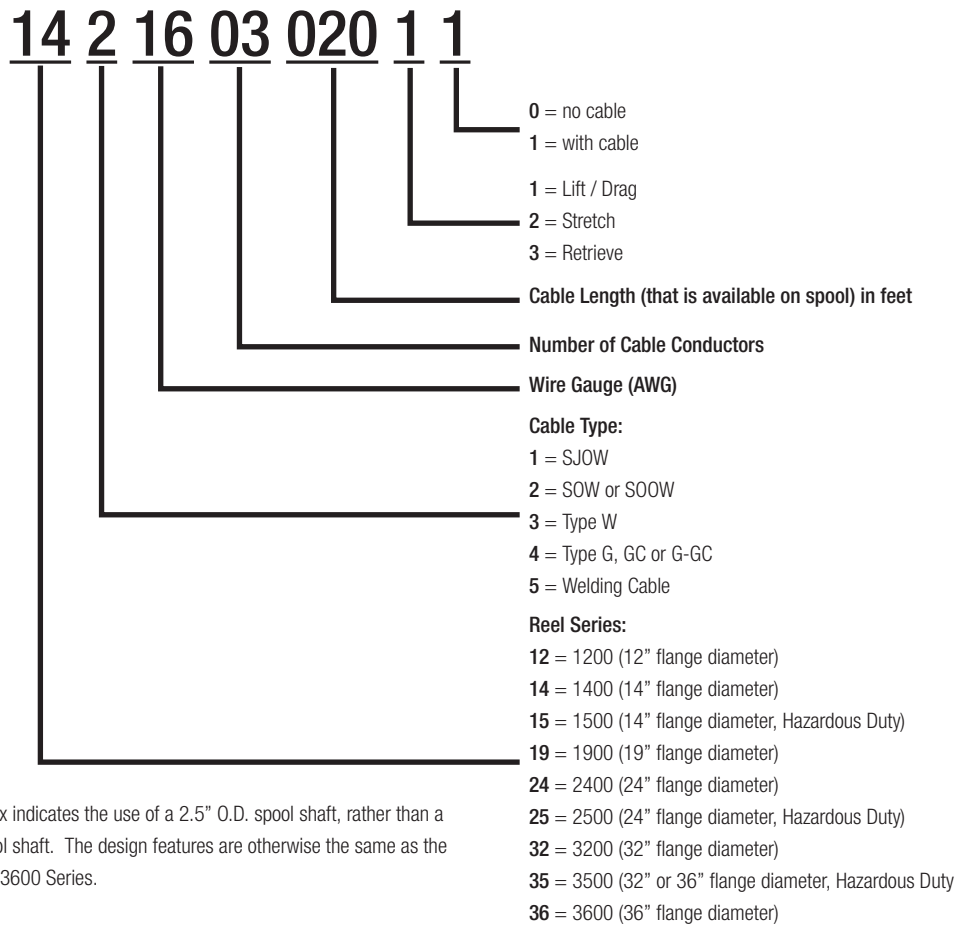 14 2 16 03 020 1 1
0 = no cable
1 = with cable
1 = Lift / Drag
2 = Stretch
3 = Retrieve
Cable Length (that is available on spool) in feet
Number of Cable Conductors
Wire Gauge (AWG)
Cable Type:
1 = SJOW
2 = SOW or SOOW
3 = Type W
4 = Type G, GC or G-GC
5 = Welding Cable
Reel Series:
12 = 1200 (12” flange diameter)
14 = 1400 (14” flange diameter)
15 = 1500 (14” flange diameter, Hazardous Duty)
19 = 1900 (19” flange diameter)
24 = 2400 (24” flange diameter)
25 = 2500 (24” flange diameter, Hazardous Duty)
32 = 3200 (32” flange diameter)
35 = 3500 (32” or 36” flange diameter, Hazardous Duty
36 = 3600 (36” flange diameter)
indicates the use of a 2.5” O.D. spool shaft, rather than a
shaft. The design features are otherwise the same as the
3600 Series.